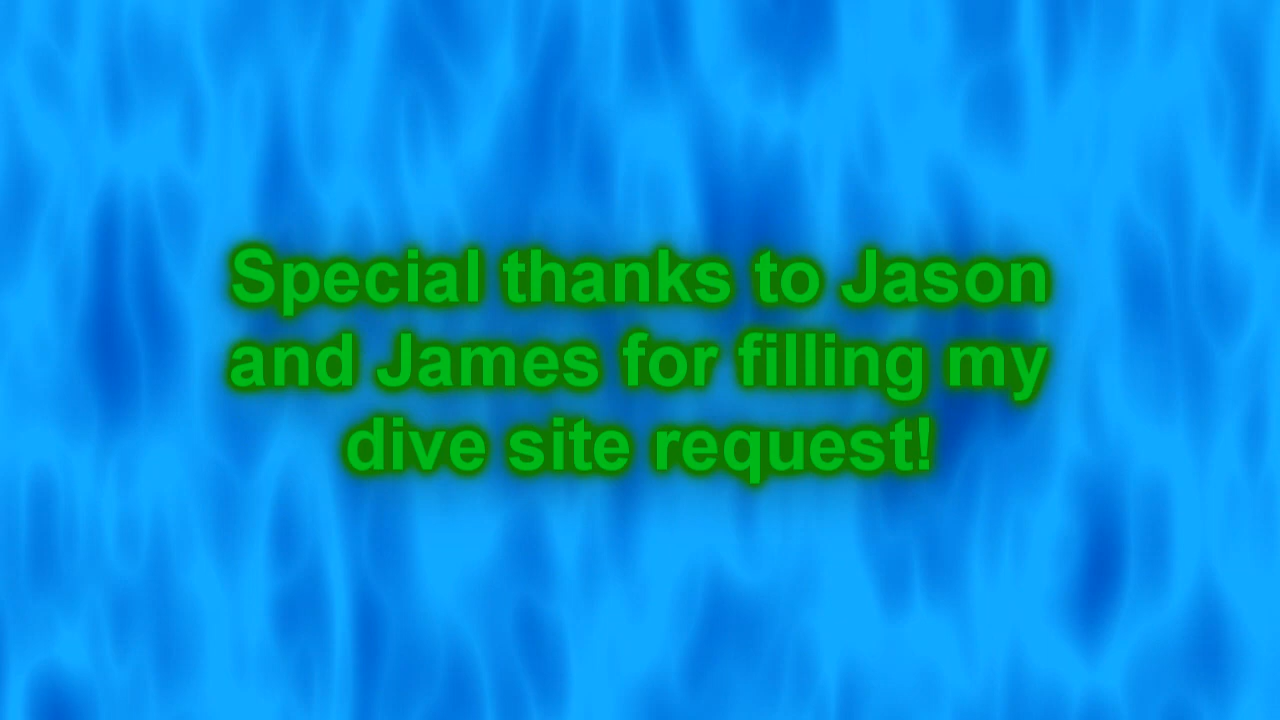 Special thanks to Jason
and James for filling my
dive site request!